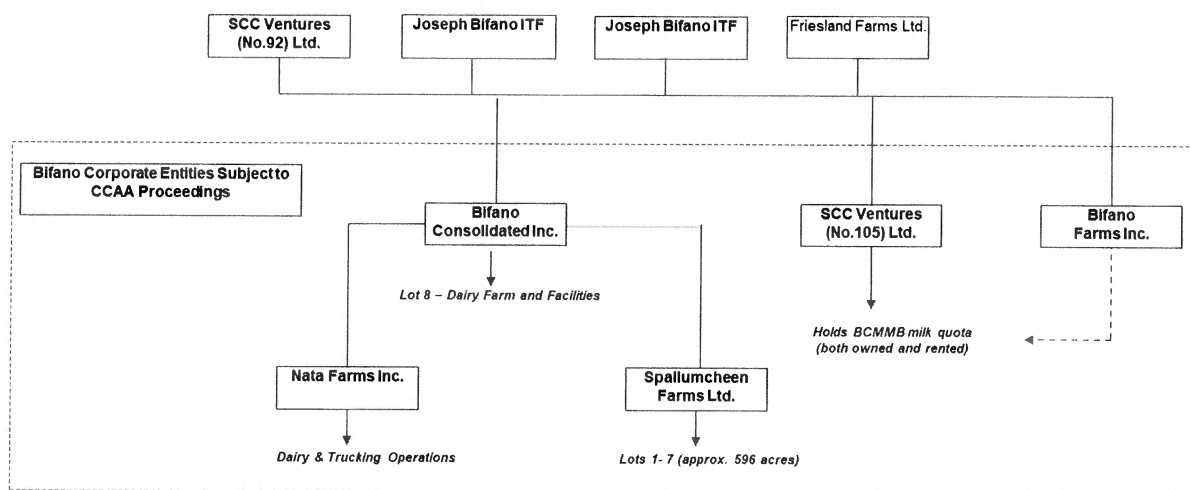 SCC Ventures
(No.92) Ltd.
Joseph Bifano ITF
Joseph Bifano ITF
Friesland Farms Ltd.
Bifano Corporate Entities Subject to
CCAA Proceedings
Bifano
Consolidated Inc.
SCC Ventures
(No.105) Ltd.
Bifano
Farms Inc.
Lot 8 – Dairy Farm and Facilities
Holds BCMMB milk quota
(both owned and rented)
Nata Farms Inc.
Spallumcheen
Farms Ltd.
Dairy & Trucking Operations
Lots 1- 7 (approx. 596 acres)